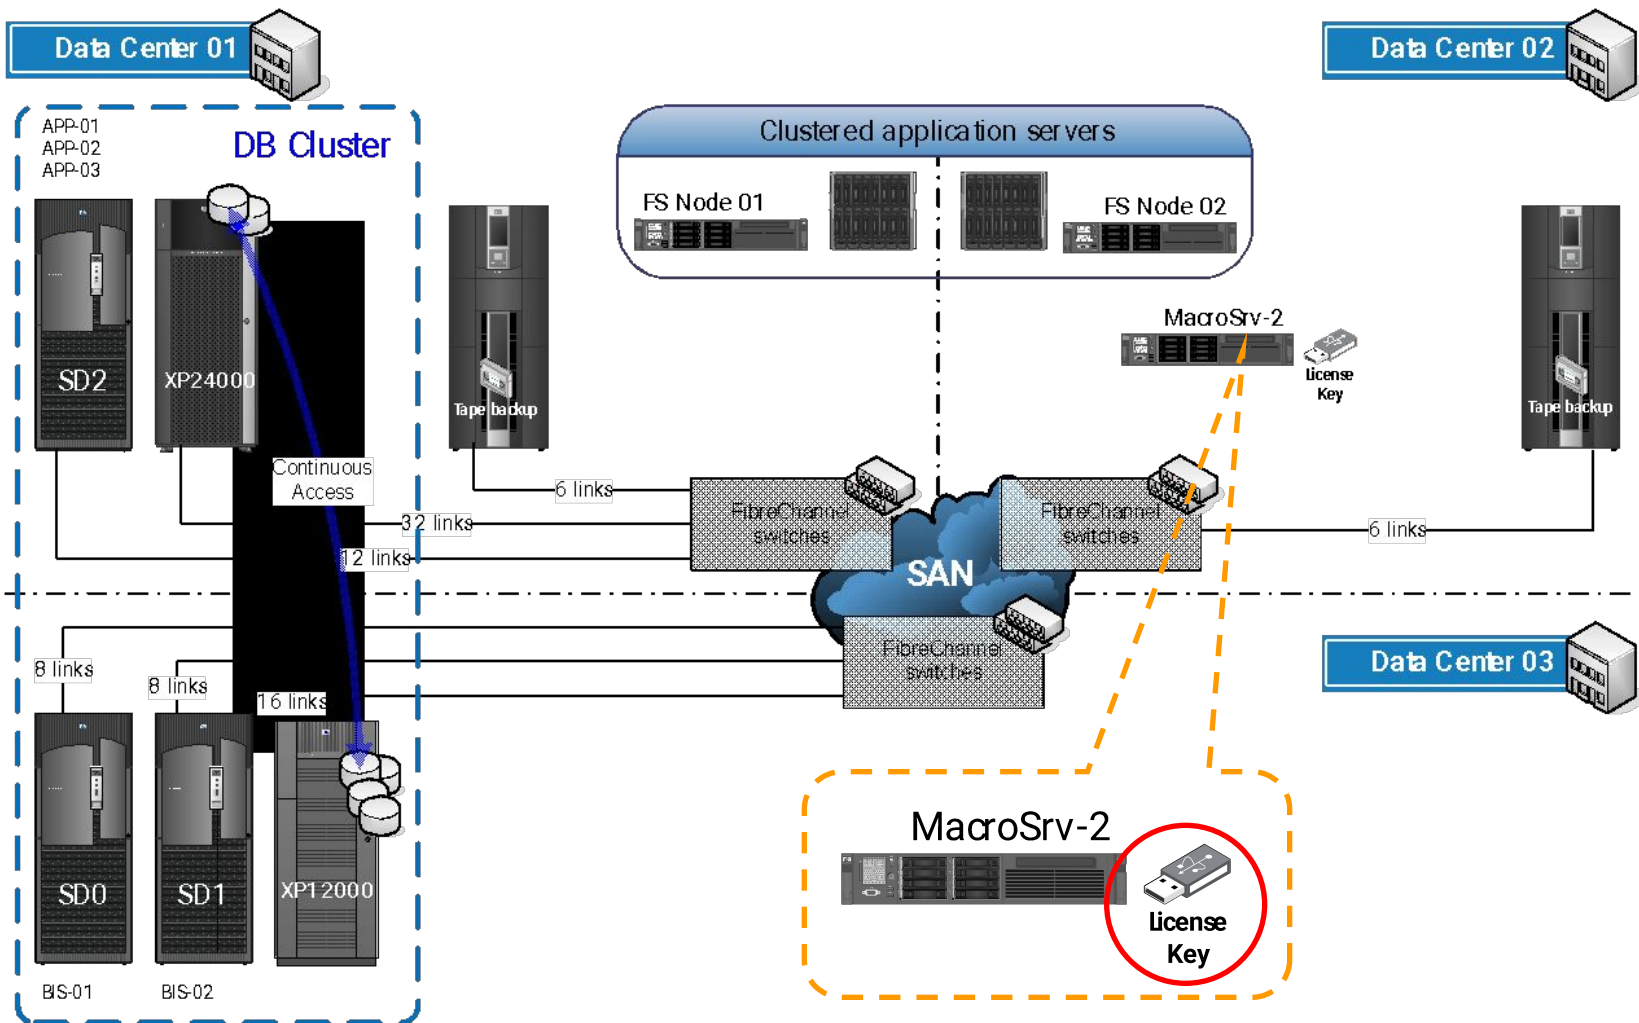 Data Center 01
Data Center 02
APP-01
APP-02
APP-03
DB Cluster
Clustered application servers
FS Node 01
FS Node 02
MacroSrv-2
License
Key
SD2
XP24000
Tape backup
Tape backup
Continuous
Access
6 links
32 links
12 links
FibreChannel
switches
FibreChannel
switches
6 links
SAN
8 links
8 links
16 links
FibreChannel
switches
Data Center 03
MacroSrv-2
License
Key
SD0
SD1
XP12000
BIS-01
BIS-02